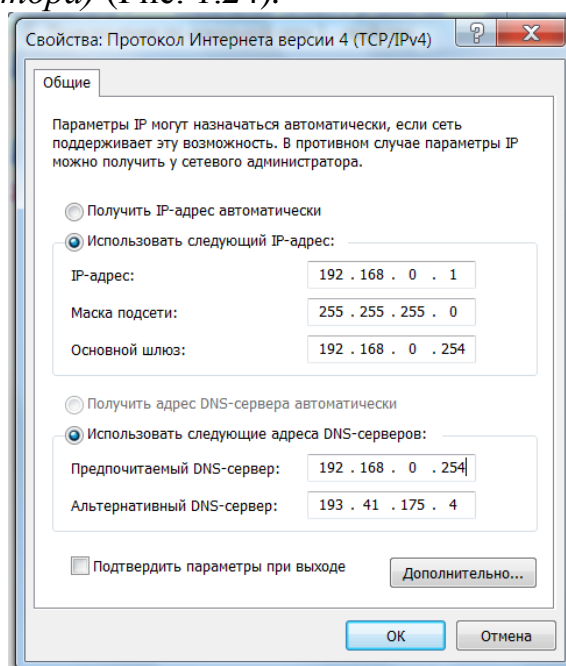 тора) (Рис. 1.24).
Свойства: Протокол Интернета версии 4 (TCP/IPv4)
Общие
Параметры IP могут назначаться автоматически, если сеть
поддерживает эту возможность. В противном случае параметры IP
можно получить у сетевого администратора.
Получить IP-адрес автоматически
Использовать следующий IP-адрес:
IP-адрес: 192 . 168 . 0 . 1
Маска подсети: 255 . 255 . 255 . 0
Основной шлюз: 192 . 168 . 0 . 254
Получить адрес DNS-сервера автоматически
Использовать следующие адреса DNS-серверов:
Предпочитаемый DNS-сервер: 192 . 168 . 0 . 254
Альтернативный DNS-сервер: 193 . 41 . 175 . 4
Подтвердить параметры при выходе
Дополнительно...
ОК Отмена